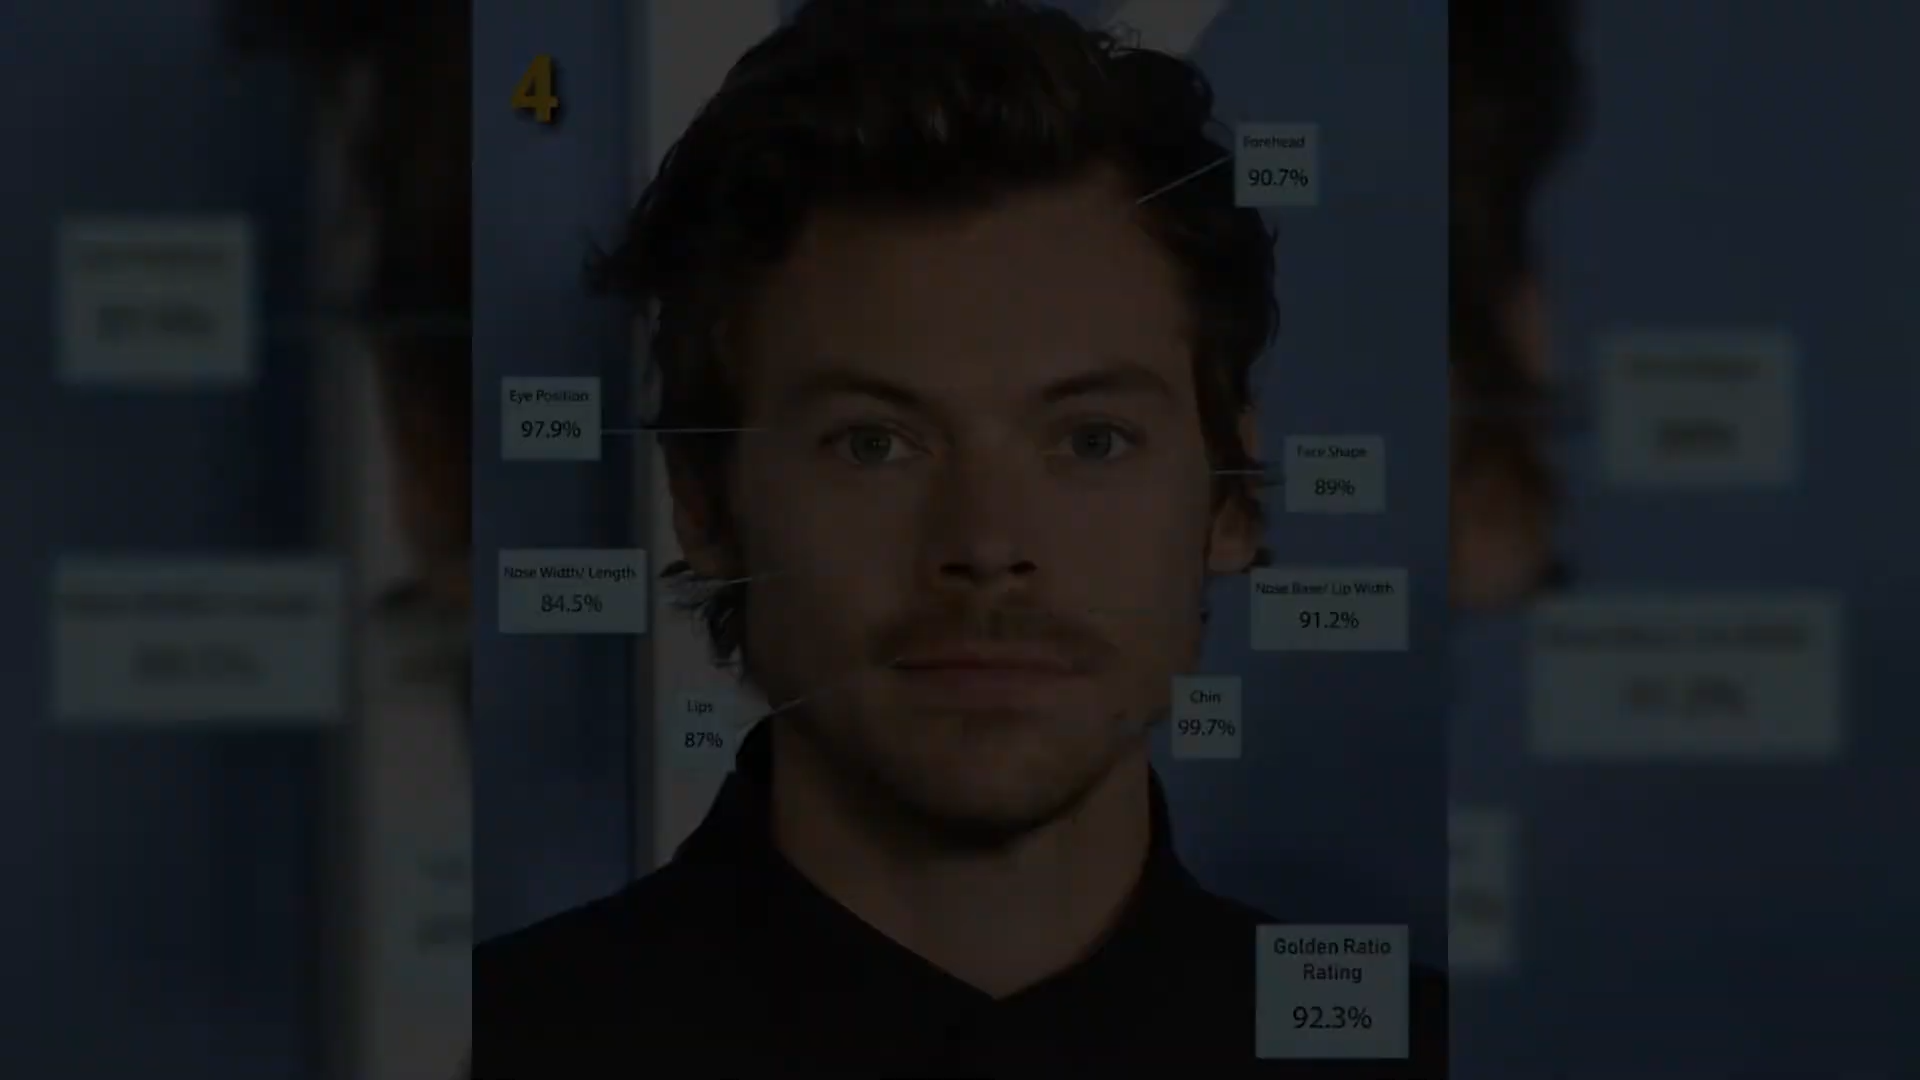 4
Forehead
90.7%
Eye Position
97.9%
Face Shape
89%
Nose Width/ Length
84.5%
Nose Base/ Lip Width
91.2%
Lips
87%
Chin
99.7%
Golden Ratio
Rating
92.3%